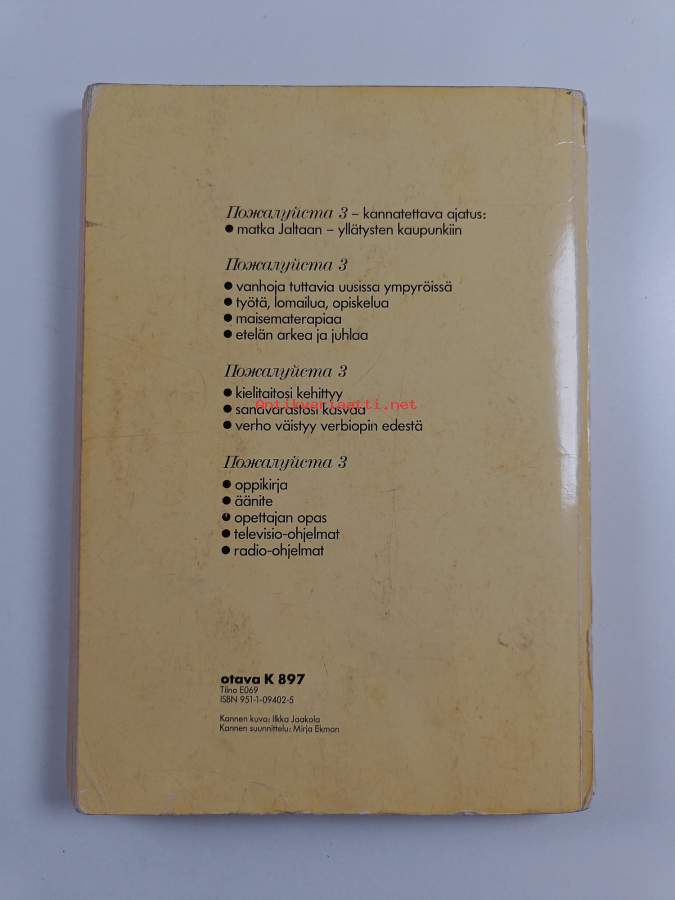 Пожалуйста 3 – kannatettava ajatus:
● matka Jaltaan – yllätysten kaupunkiin
Пожалуйста 3
● vanhoja tuttavia uusissa ympyröissä
● työtä, lomailua, opiskelua
● maisematerapiaa
● etelän arkea ja juhlaa
Пожалуйста 3
● kielitaitosi kehittyy
Antikvariaatti.net
● sanavarastosi kasvaa
● verho väistyy verbiopin edestä
Пожалуйста 3
● oppikirja
● äänite
● opettajan opas
● televisio-ohjelmat
● radio-ohjelmat
otava K 897
Tilno E069
ISBN 951-1-09402-5
Kannen kuva: Ilkka Jaakola
Kannen suunnittelu: Mirja Ekman